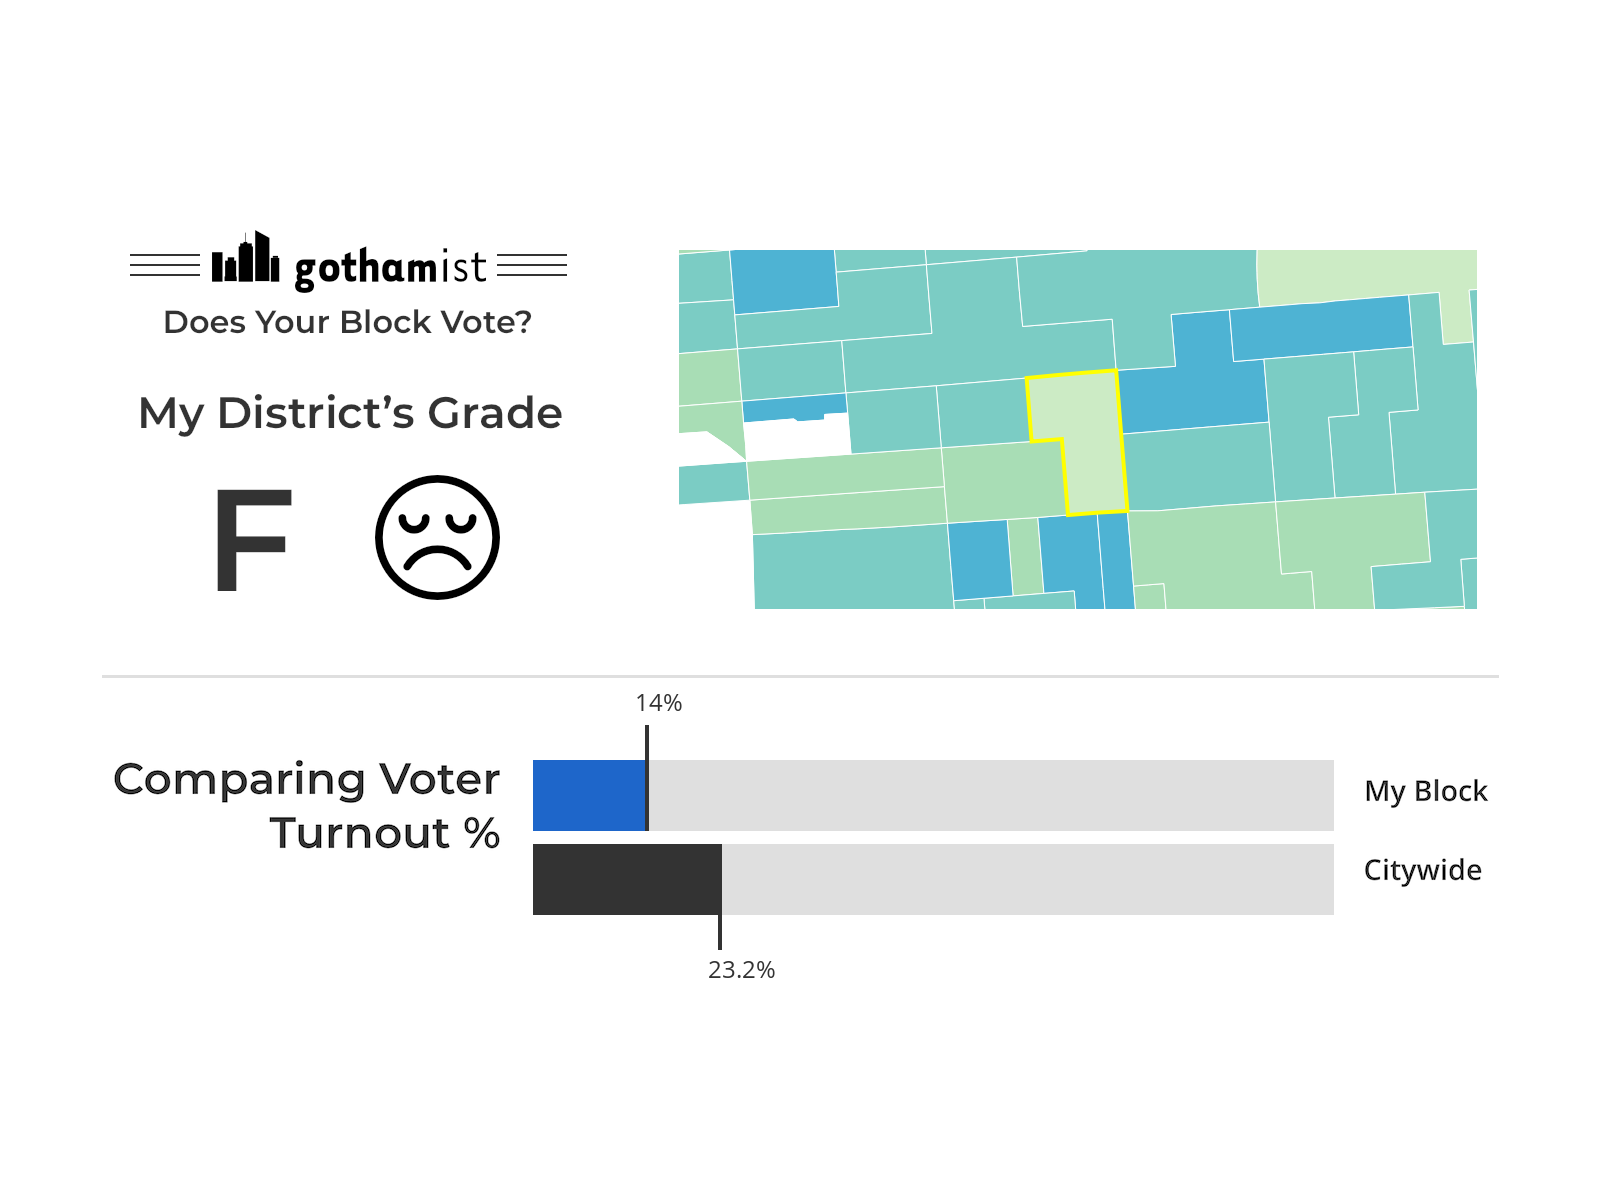 gothamist
Does Your Block Vote?
My District’s Grade
F
14%
Comparing Voter
Turnout %
My Block
Citywide
23.2%